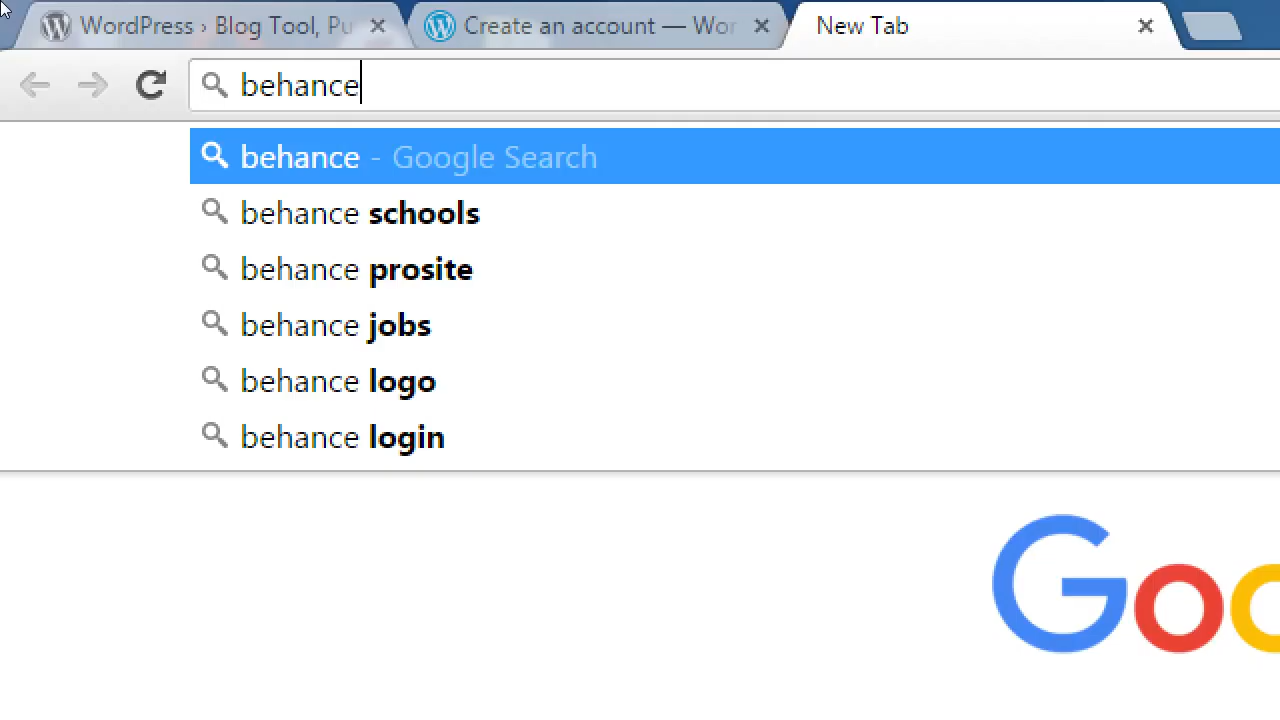 WordPress › Blog Tool, Pu
Create an account — Wor
New Tab
behance
behance - Google Search
behance schools
behance prosite
behance jobs
behance logo
behance login
Goo